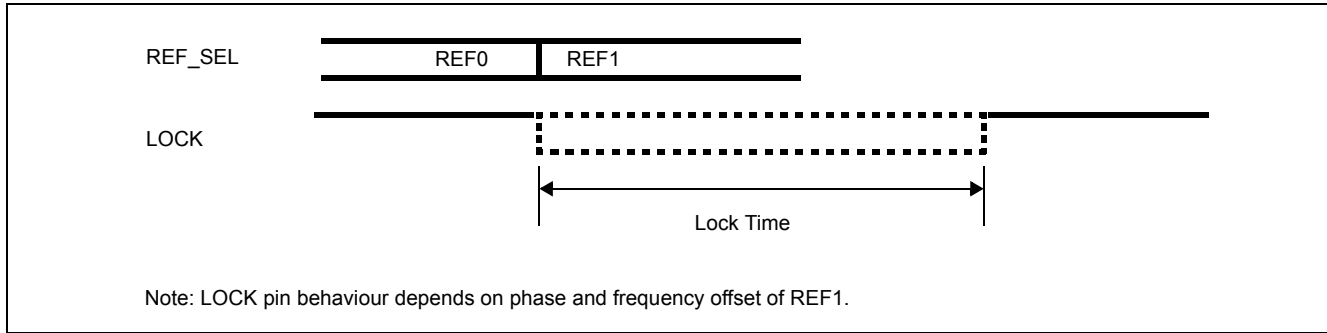 REF_SEL REF0 REF1
LOCK
Lock Time
Note: LOCK pin behaviour depends on phase and frequency offset of REF1.